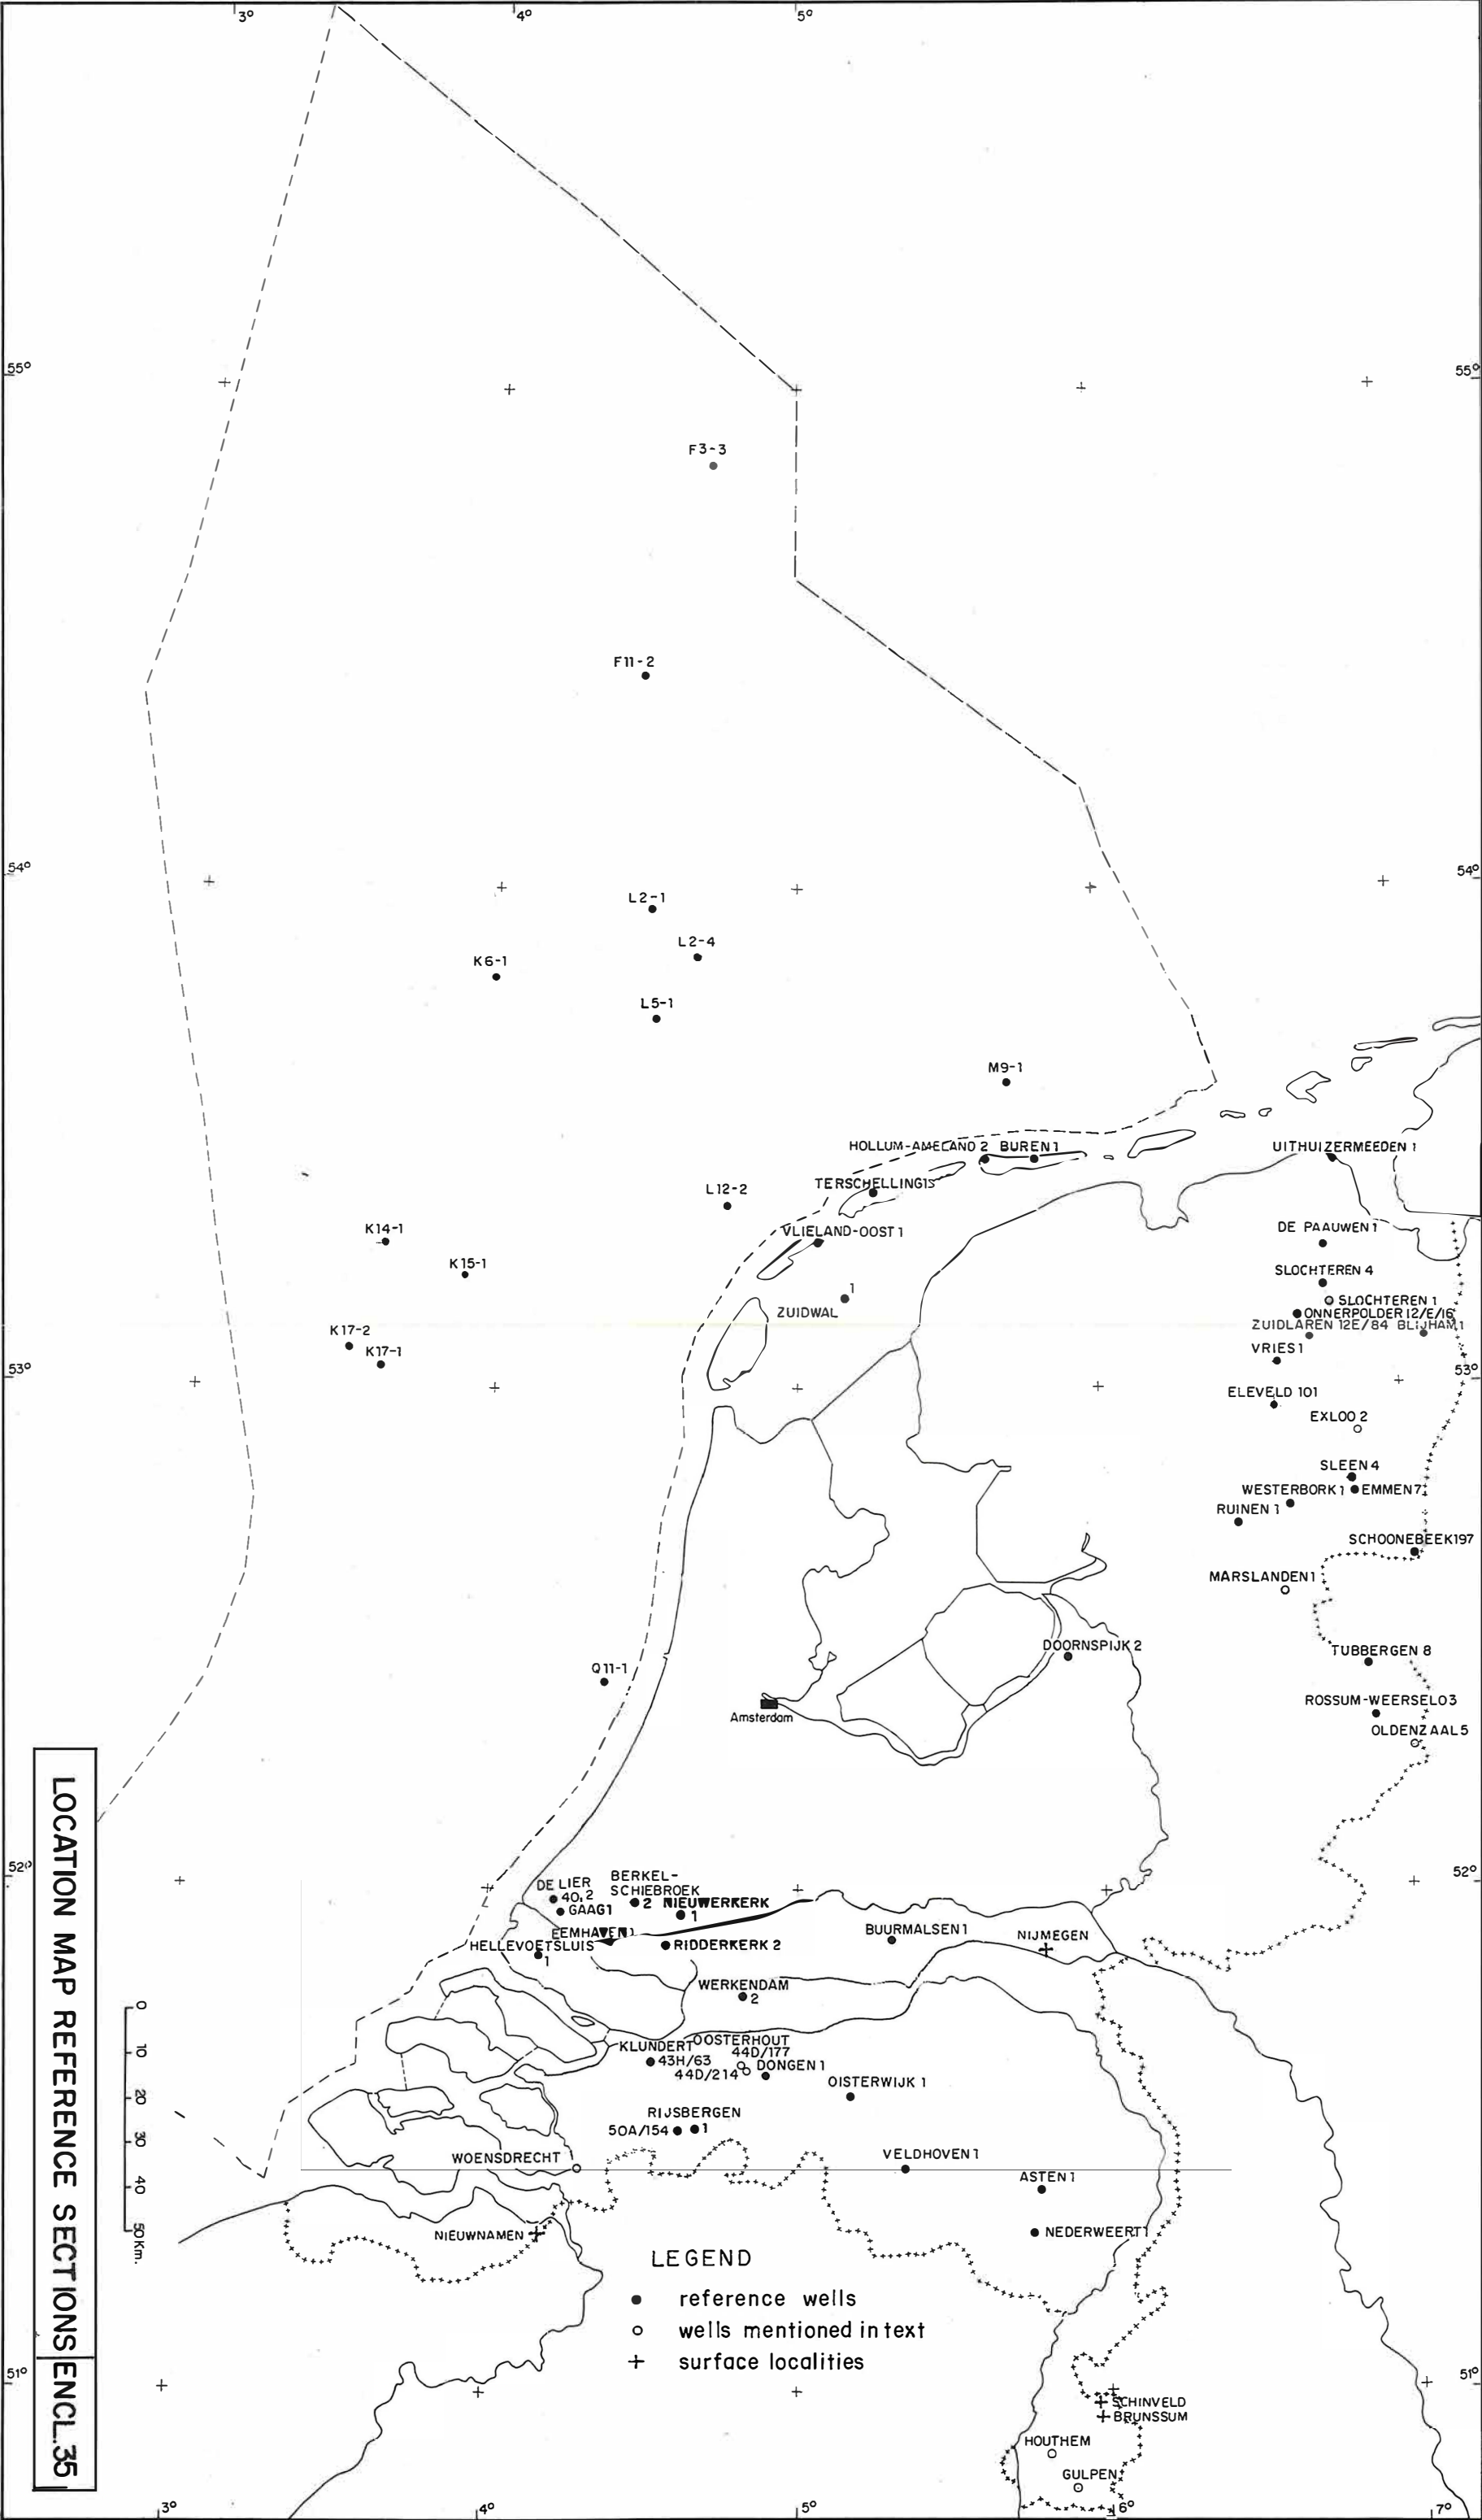 3° 4° 5°
55° 55°
F3-3
F11-2
54° 54°
L2-1
L2-4
K6-1
L5-1
M9-1
HOLLUM-AMELAND 2 BUREN 1
UITHUIZERMEEDEN 1
TERSCHELLING 1S
L12-2
VLIELAND-OOST 1
K14-1
DE PAAUWEN 1
K15-1
SLOCHTEREN 4
1
ZUIDWAL
SLOCHTEREN 1
ONNERPOLDER 12/E/16
ZUIDLAREN 12E/84 BLIJHAM 1
K17-2
K17-1
VRIES 1
53° 53°
ELEVELD 101
EXLOO 2
SLEEN 4
WESTERBORK 1
EMMEN 7
RUINEN 1
SCHOONEBEEK 197
MARSLANDEN 1
DOORNSPIJK 2
TUBBERGEN 8
Q11-1
ROSSUM-WEERSELO 3
Amsterdam
OLDENZAAL 5
52° 52°
DE LIER
40,2
GAAG 1
BERKEL-
SCHIEBROEK
2
NIEUWERKERK
1
EEMHAVEN 1
HELLEVOETSLUIS
1
RIDDERKERK 2
BUURMALSEN 1
NIJMEGEN
WERKENDAM
2
KLUNDERT
43H/63
OOSTERHOUT
44D/177
44D/214
DONGEN 1
OISTERWIJK 1
RIJSBERGEN
50A/154
1
WOENSDRECHT
VELDHOVEN 1
ASTEN 1
NIEUWNAMEN
NEDERWEERT 1
0
10
20
30
40
50Km.
LEGEND
reference wells
wells mentioned in text
surface localities
51° 51°
SCHINVELD
BRUNSSUM
HOUTHEM
GULPEN
3° 4° 5° 6° 7°
LOCATION MAP REFERENCE SECTIONS
ENCL. 35